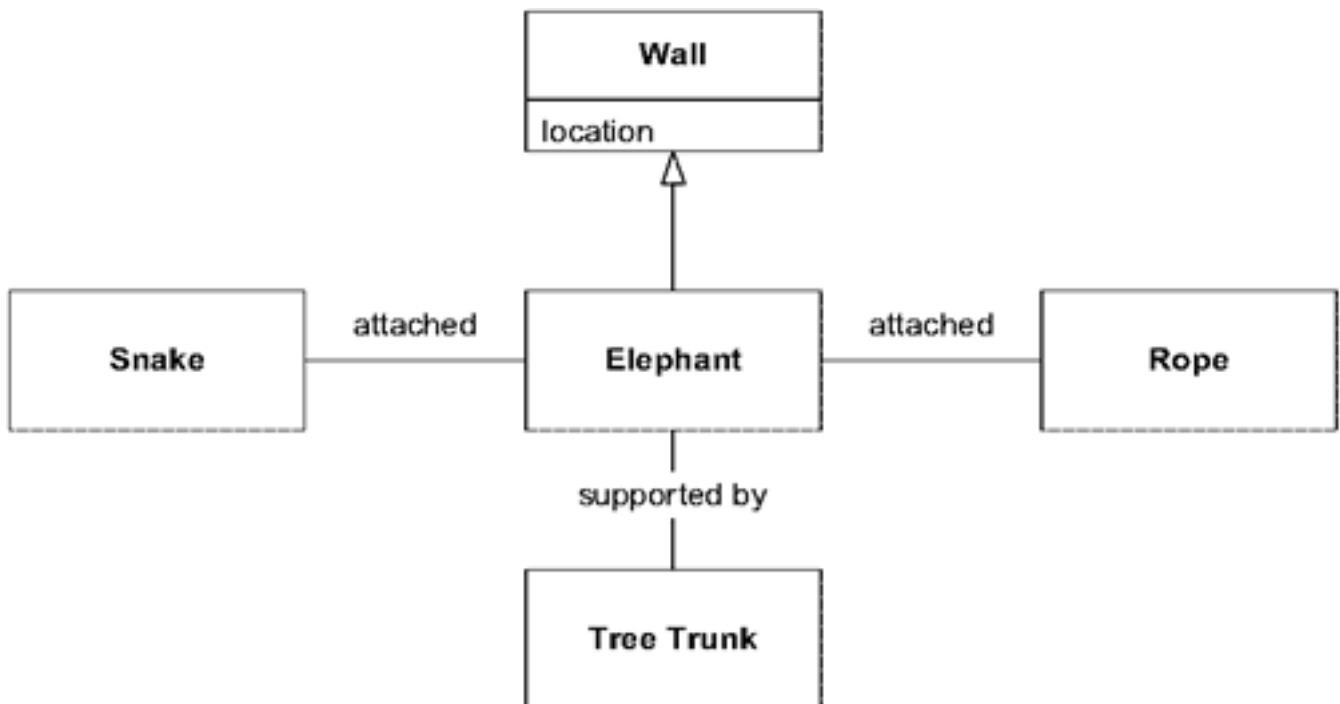 Wall
location
attached
attached
Snake
Elephant
Rope
supported by
Tree Trunk